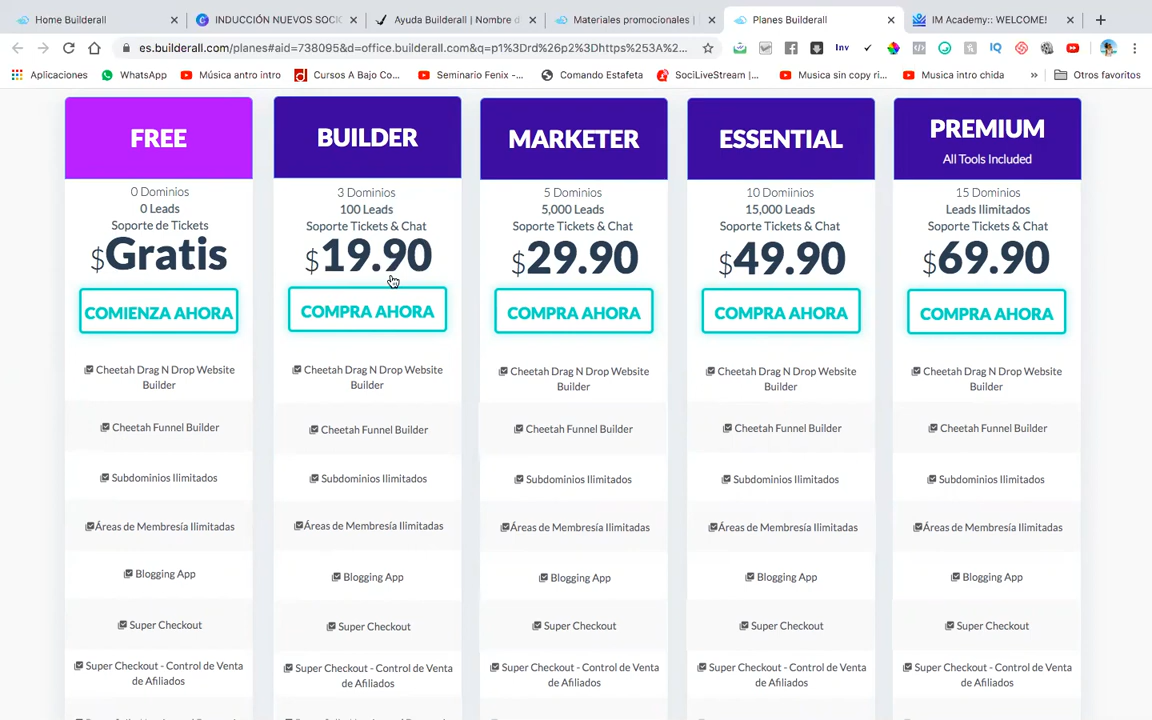 Home Builderall
INDUCCIÓN NUEVOS SOCIO
Ayuda Builderall | Nombre d
Materiales promocionales |
Planes Builderall
IM Academy:: WELCOME!
es.builderall.com/planes#aid=738095&d=office.builderall.com&q=p1%3Drd%26p2%3Dhttps%253A%2...
Inv
IQ
Aplicaciones
WhatsApp
Música antro intro
Cursos A Bajo Co...
Seminario Fenix -...
Comando Estafeta
SociLiveStream |...
Musica sin copy ri...
Musica intro chida
»
Otros favoritos
FREE
BUILDER
MARKETER
ESSENTIAL
PREMIUM
All Tools Included
0 Dominios
0 Leads
Soporte de Tickets
$Gratis
COMIENZA AHORA
3 Dominios
100 Leads
Soporte Tickets & Chat
$19.90
COMPRA AHORA
5 Dominios
5,000 Leads
Soporte Tickets & Chat
$29.90
COMPRA AHORA
10 Domiinios
15,000 Leads
Soporte Tickets & Chat
$49.90
COMPRA AHORA
15 Dominios
Leads Ilimitados
Soporte Tickets & Chat
$69.90
COMPRA AHORA
Cheetah Drag N Drop Website
Builder
Cheetah Funnel Builder
Subdominios Ilimitados
Áreas de Membresía Ilimitadas
Blogging App
Super Checkout
Super Checkout - Control de Venta
de Afiliados
Cheetah Drag N Drop Website
Builder
Cheetah Funnel Builder
Subdominios Ilimitados
Áreas de Membresía Ilimitadas
Blogging App
Super Checkout
Super Checkout - Control de Venta
de Afiliados
Cheetah Drag N Drop Website
Builder
Cheetah Funnel Builder
Subdominios Ilimitados
Áreas de Membresía Ilimitadas
Blogging App
Super Checkout
Super Checkout - Control de Venta
de Afiliados
Cheetah Drag N Drop Website
Builder
Cheetah Funnel Builder
Subdominios Ilimitados
Áreas de Membresía Ilimitadas
Blogging App
Super Checkout
Super Checkout - Control de Venta
de Afiliados
Cheetah Drag N Drop Website
Builder
Cheetah Funnel Builder
Subdominios Ilimitados
Áreas de Membresía Ilimitadas
Blogging App
Super Checkout
Super Checkout - Control de Venta
de Afiliados